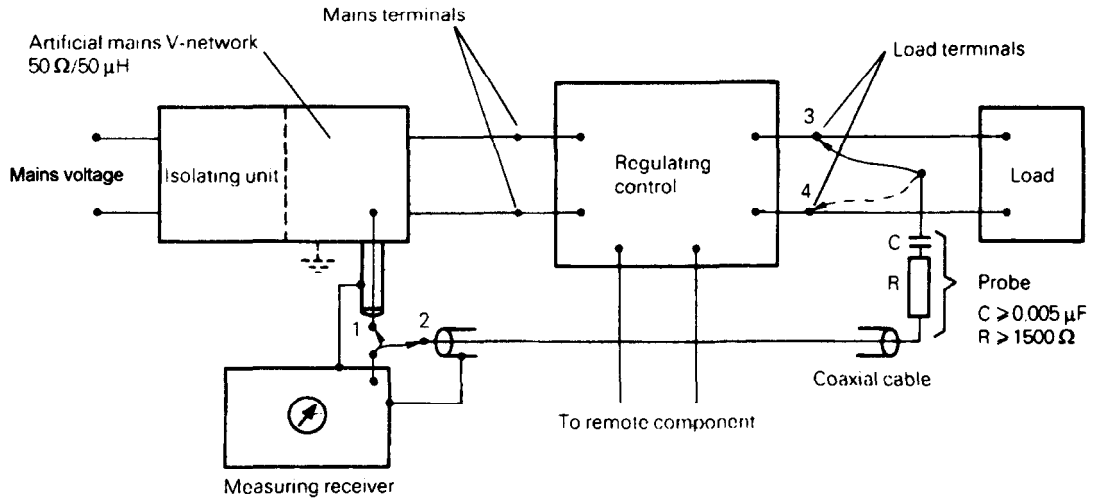 Mains terminals
Artificial mains V-network
50 Ω/50 μH
Load terminals
3
Mains voltage
Isolating unit
Regulating
control
4
Load
C
R
Probe
C ⩾ 0.005 μF
R ⩾ 1500 Ω
1
2
Coaxial cable
To remote component
Measuring receiver